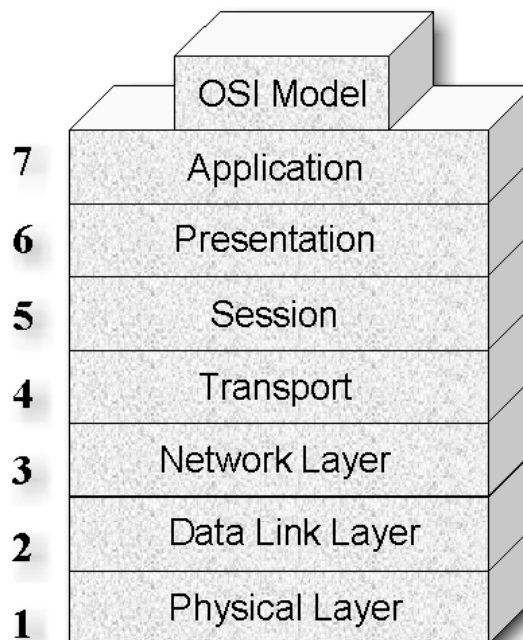 OSI Model
7 Application
6 Presentation
5 Session
4 Transport
3 Network Layer
2 Data Link Layer
1 Physical Layer